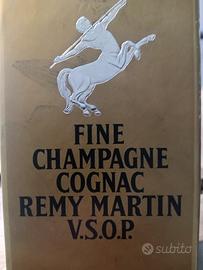 FINE
CHAMPAGNE
COGNAC
REMY MARTIN
V.S.O.P.
subito